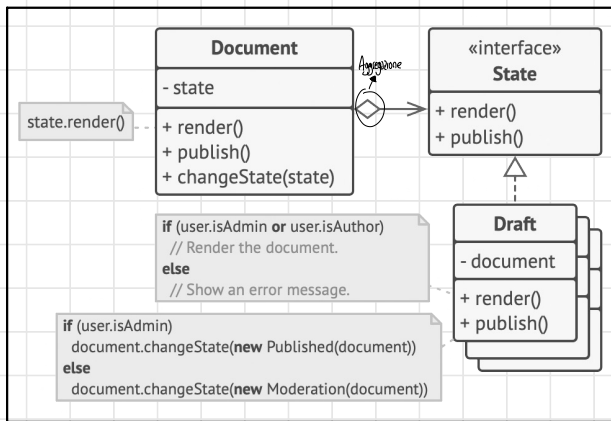 Document
- state
+ render()
+ publish()
+ changeState(state)
state.render()
Aggregazione
«interface»
State
+ render()
+ publish()
Draft
- document
+ render()
+ publish()
if (user.isAdmin or user.isAuthor)
// Render the document.
else
// Show an error message.
if (user.isAdmin)
document.changeState(new Published(document))
else
document.changeState(new Moderation(document))